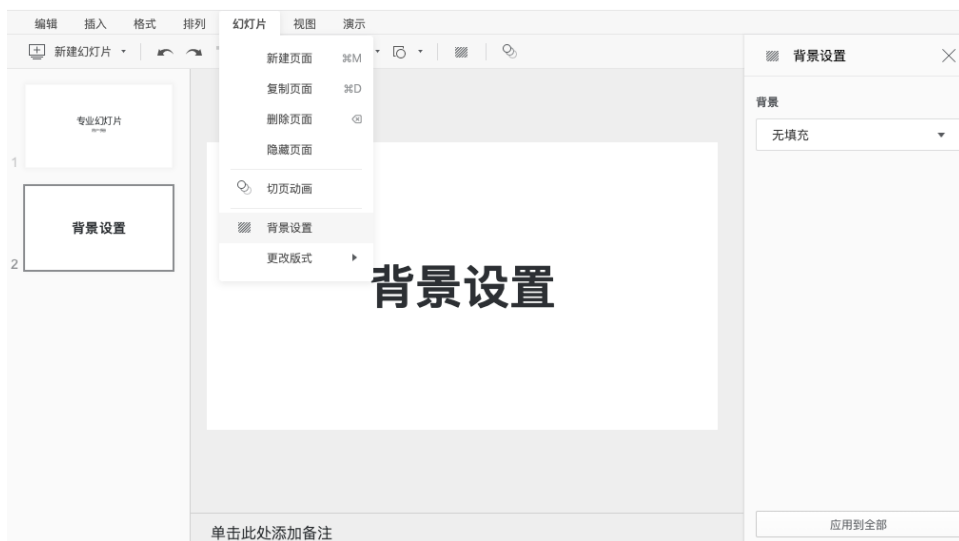 编辑 插入 格式 排列 幻灯片 视图 演示
新建幻灯片
新建页面 ⌘M
复制页面 ⌘D
删除页面 ⌫
隐藏页面
切页动画
背景设置
更改版式
专业幻灯片
1
背景设置
2
背景设置
单击此处添加备注
背景设置
背景
无填充
应用到全部